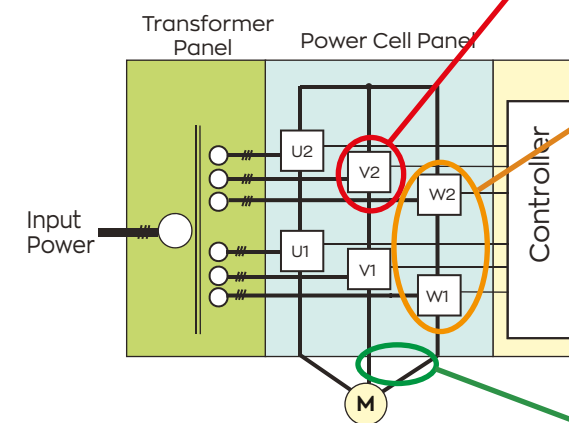 Transformer
Panel
Power Cell Panel
U2
V2
W2
Input
Power
U1
V1
W1
Controller
M